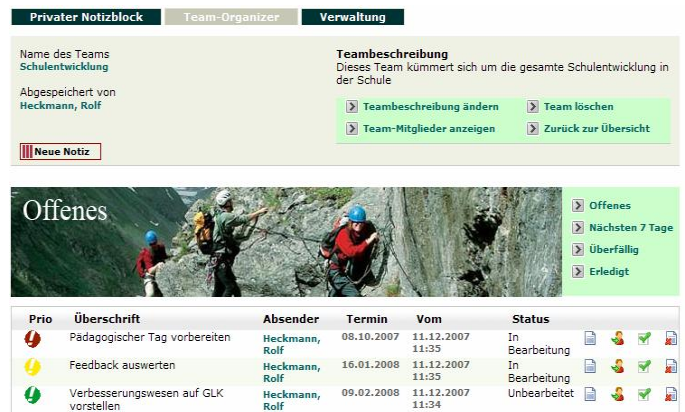 Privater Notizblock Team-Organizer Verwaltung
Name des Teams
Schulentwicklung
Abgespeichert von
Heckmann, Rolf
Neue Notiz
Teambeschreibung
Dieses Team kümmert sich um die gesamte Schulentwicklung in
der Schule
Teambeschreibung ändern Team löschen
Team-Mitglieder anzeigen Zurück zur Übersicht
Offenes
Offenes
Nächsten 7 Tage
Überfällig
Erledigt
Prio Überschrift Absender Termin Vom Status
Pädagogischer Tag vorbereiten Heckmann, 08.10.2007 11.12.2007 In
Rolf 11:35 Bearbeitung
Feedback auswerten Heckmann, 16.01.2008 11.12.2007 In
Rolf 11:35 Bearbeitung
Verbesserungswesen auf GLK Heckmann, 09.02.2008 11.12.2007 Unbearbeitet
vorstellen Rolf 11:34